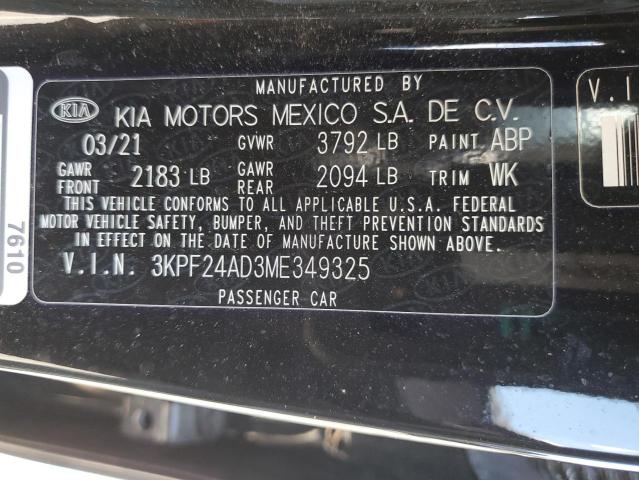 MANUFACTURED BY
KIA KIA MOTORS MEXICO S.A. DE C.V.
03/21 GVWR 3792 LB PAINT ABP
GAWR FRONT 2183 LB GAWR REAR 2094 LB TRIM WK
THIS VEHICLE CONFORMS TO ALL APPLICABLE U.S.A. FEDERAL
MOTOR VEHICLE SAFETY, BUMPER, AND THEFT PREVENTION STANDARDS
IN EFFECT ON THE DATE OF MANUFACTURE SHOWN ABOVE.
V.I.N. 3KPF24AD3ME349325
PASSENGER CAR
7610
V.I